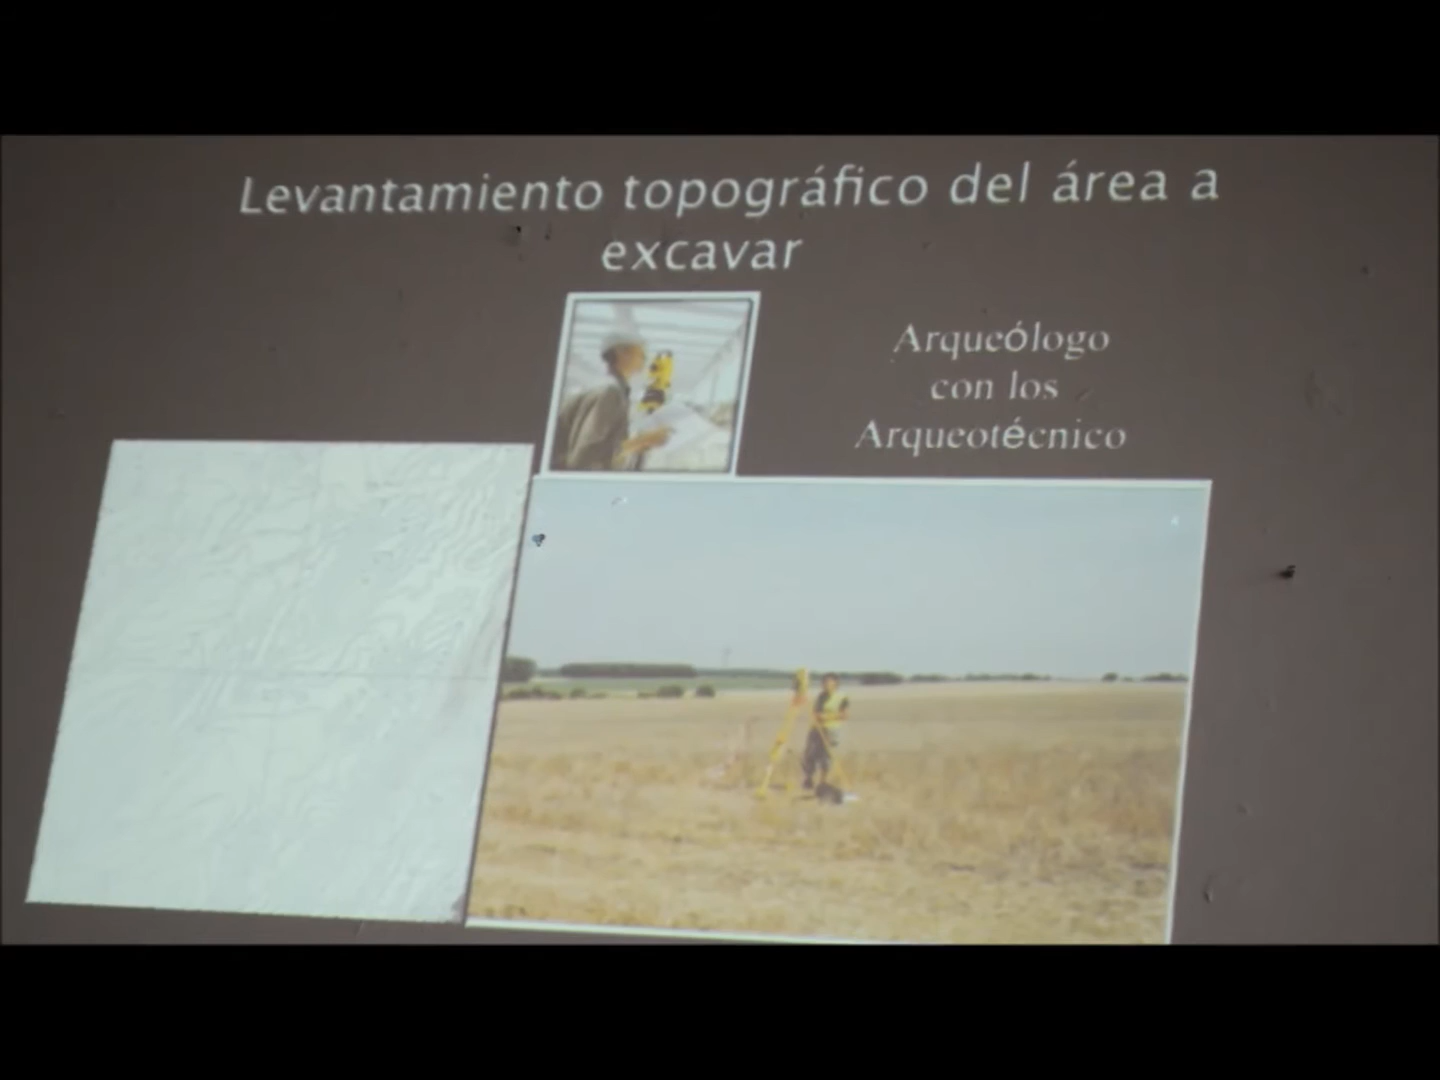 Levantamiento topográfico del área a
excavar
Arqueólogo
con los
Arqueotécnico